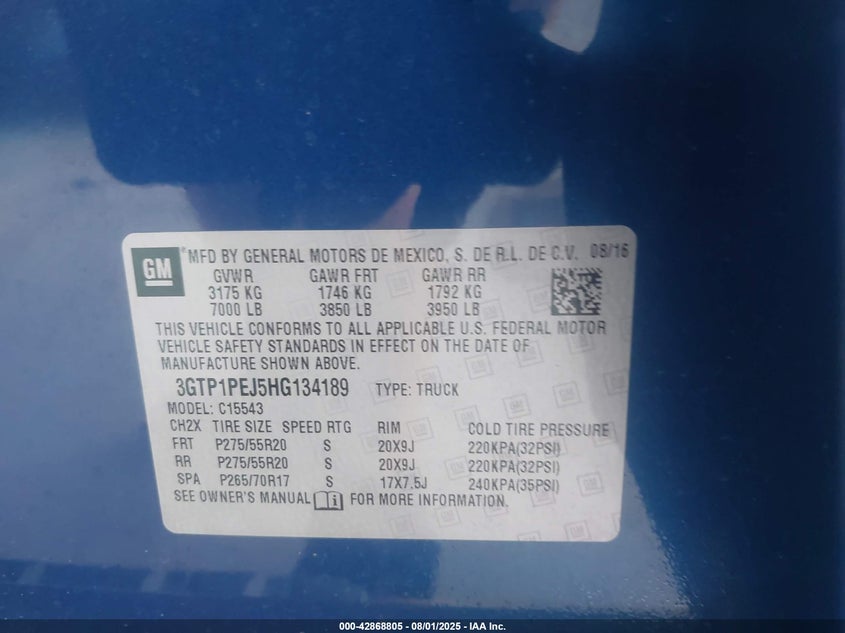 GM
MFD BY GENERAL MOTORS DE MEXICO, S. DE R.L. DE C.V. 08/16
GVWR GAWR FRT GAWR RR
3175 KG 1746 KG 1792 KG
7000 LB 3850 LB 3950 LB
THIS VEHICLE CONFORMS TO ALL APPLICABLE U.S. FEDERAL MOTOR
VEHICLE SAFETY STANDARDS IN EFFECT ON THE DATE OF
MANUFACTURE SHOWN ABOVE.
3GTP1PEJ5HG134189 TYPE: TRUCK
MODEL: C15543
CH2X TIRE SIZE SPEED RTG RIM COLD TIRE PRESSURE
FRT P275/55R20 S 20X9J 220KPA(32PSI)
RR P275/55R20 S 20X9J 220KPA(32PSI)
SPA P265/70R17 S 17X7.5J 240KPA(35PSI)
SEE OWNER'S MANUAL FOR MORE INFORMATION.
000-42868805 - 08/01/2025 - IAA Inc.